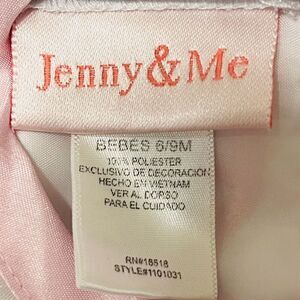 Jenny & Me
BEBES 6/9M
100% POLIESTER
EXCLUSIVO DE DECORACION
HECHO EN VIETNAM
VER AL DORSO
PARA EL CUIDADO
RN#16518
STYLE#1101031